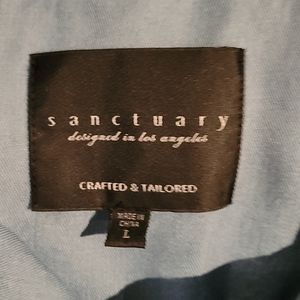 sanctuary
designed in los angeles
CRAFTED & TAILORED
MADE IN
CHINA
L